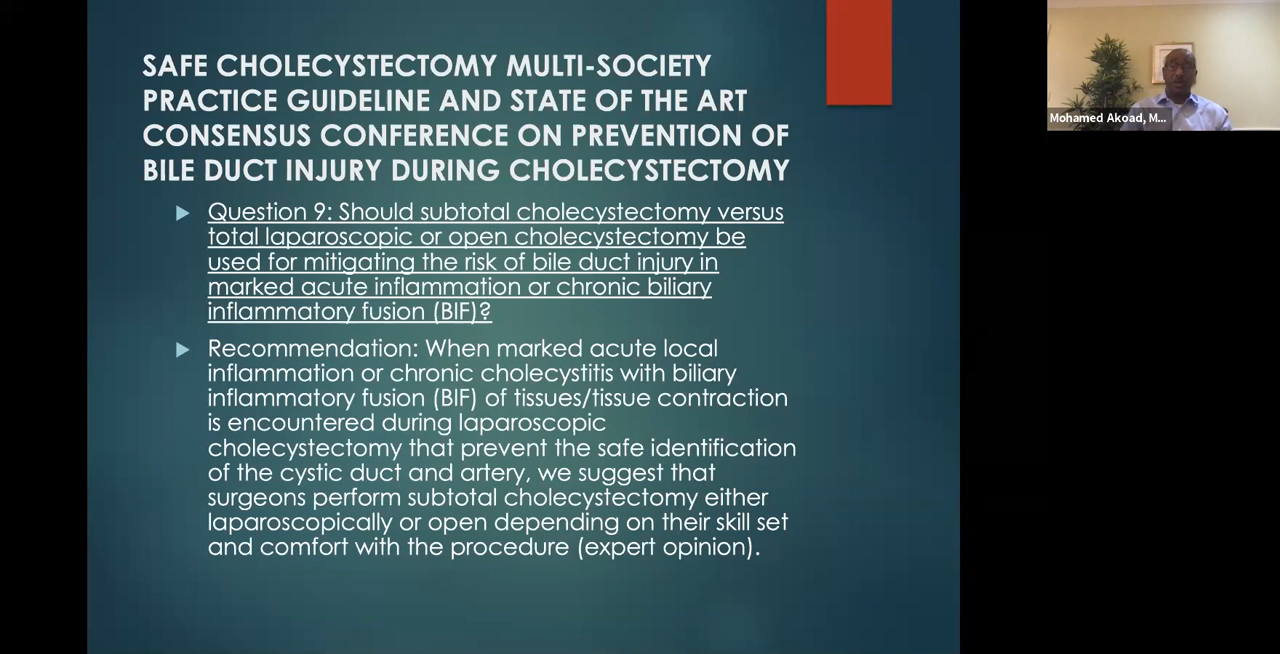 SAFE CHOLECYSTECTOMY MULTI-SOCIETY
PRACTICE GUIDELINE AND STATE OF THE ART
CONSENSUS CONFERENCE ON PREVENTION OF
BILE DUCT INJURY DURING CHOLECYSTECTOMY
Question 9: Should subtotal cholecystectomy versus
total laparoscopic or open cholecystectomy be
used for mitigating the risk of bile duct injury in
marked acute inflammation or chronic biliary
inflammatory fusion (BIF)?
Recommendation: When marked acute local
inflammation or chronic cholecystitis with biliary
inflammatory fusion (BIF) of tissues/tissue contraction
is encountered during laparoscopic
cholecystectomy that prevent the safe identification
of the cystic duct and artery, we suggest that
surgeons perform subtotal cholecystectomy either
laparoscopically or open depending on their skill set
and comfort with the procedure (expert opinion).
Mohamed Akoad, M...